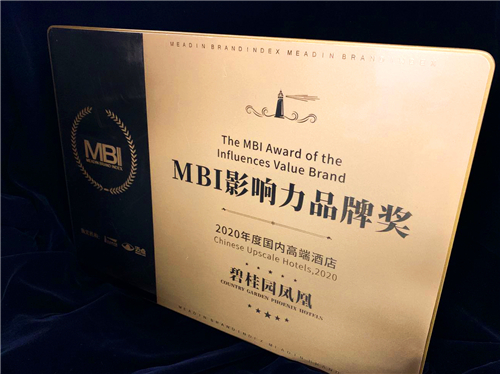 MEADIN BRANDINDEX MEADIN BRANDINDEX
MBI
The MBI Award of the
Influences Value Brand
MBI影响力品牌奖
2020年度国内高端酒店
Chinese Upscale Hotels,2020
碧桂园凤凰
COUNTRY GARDEN PHOENIX HOTELS